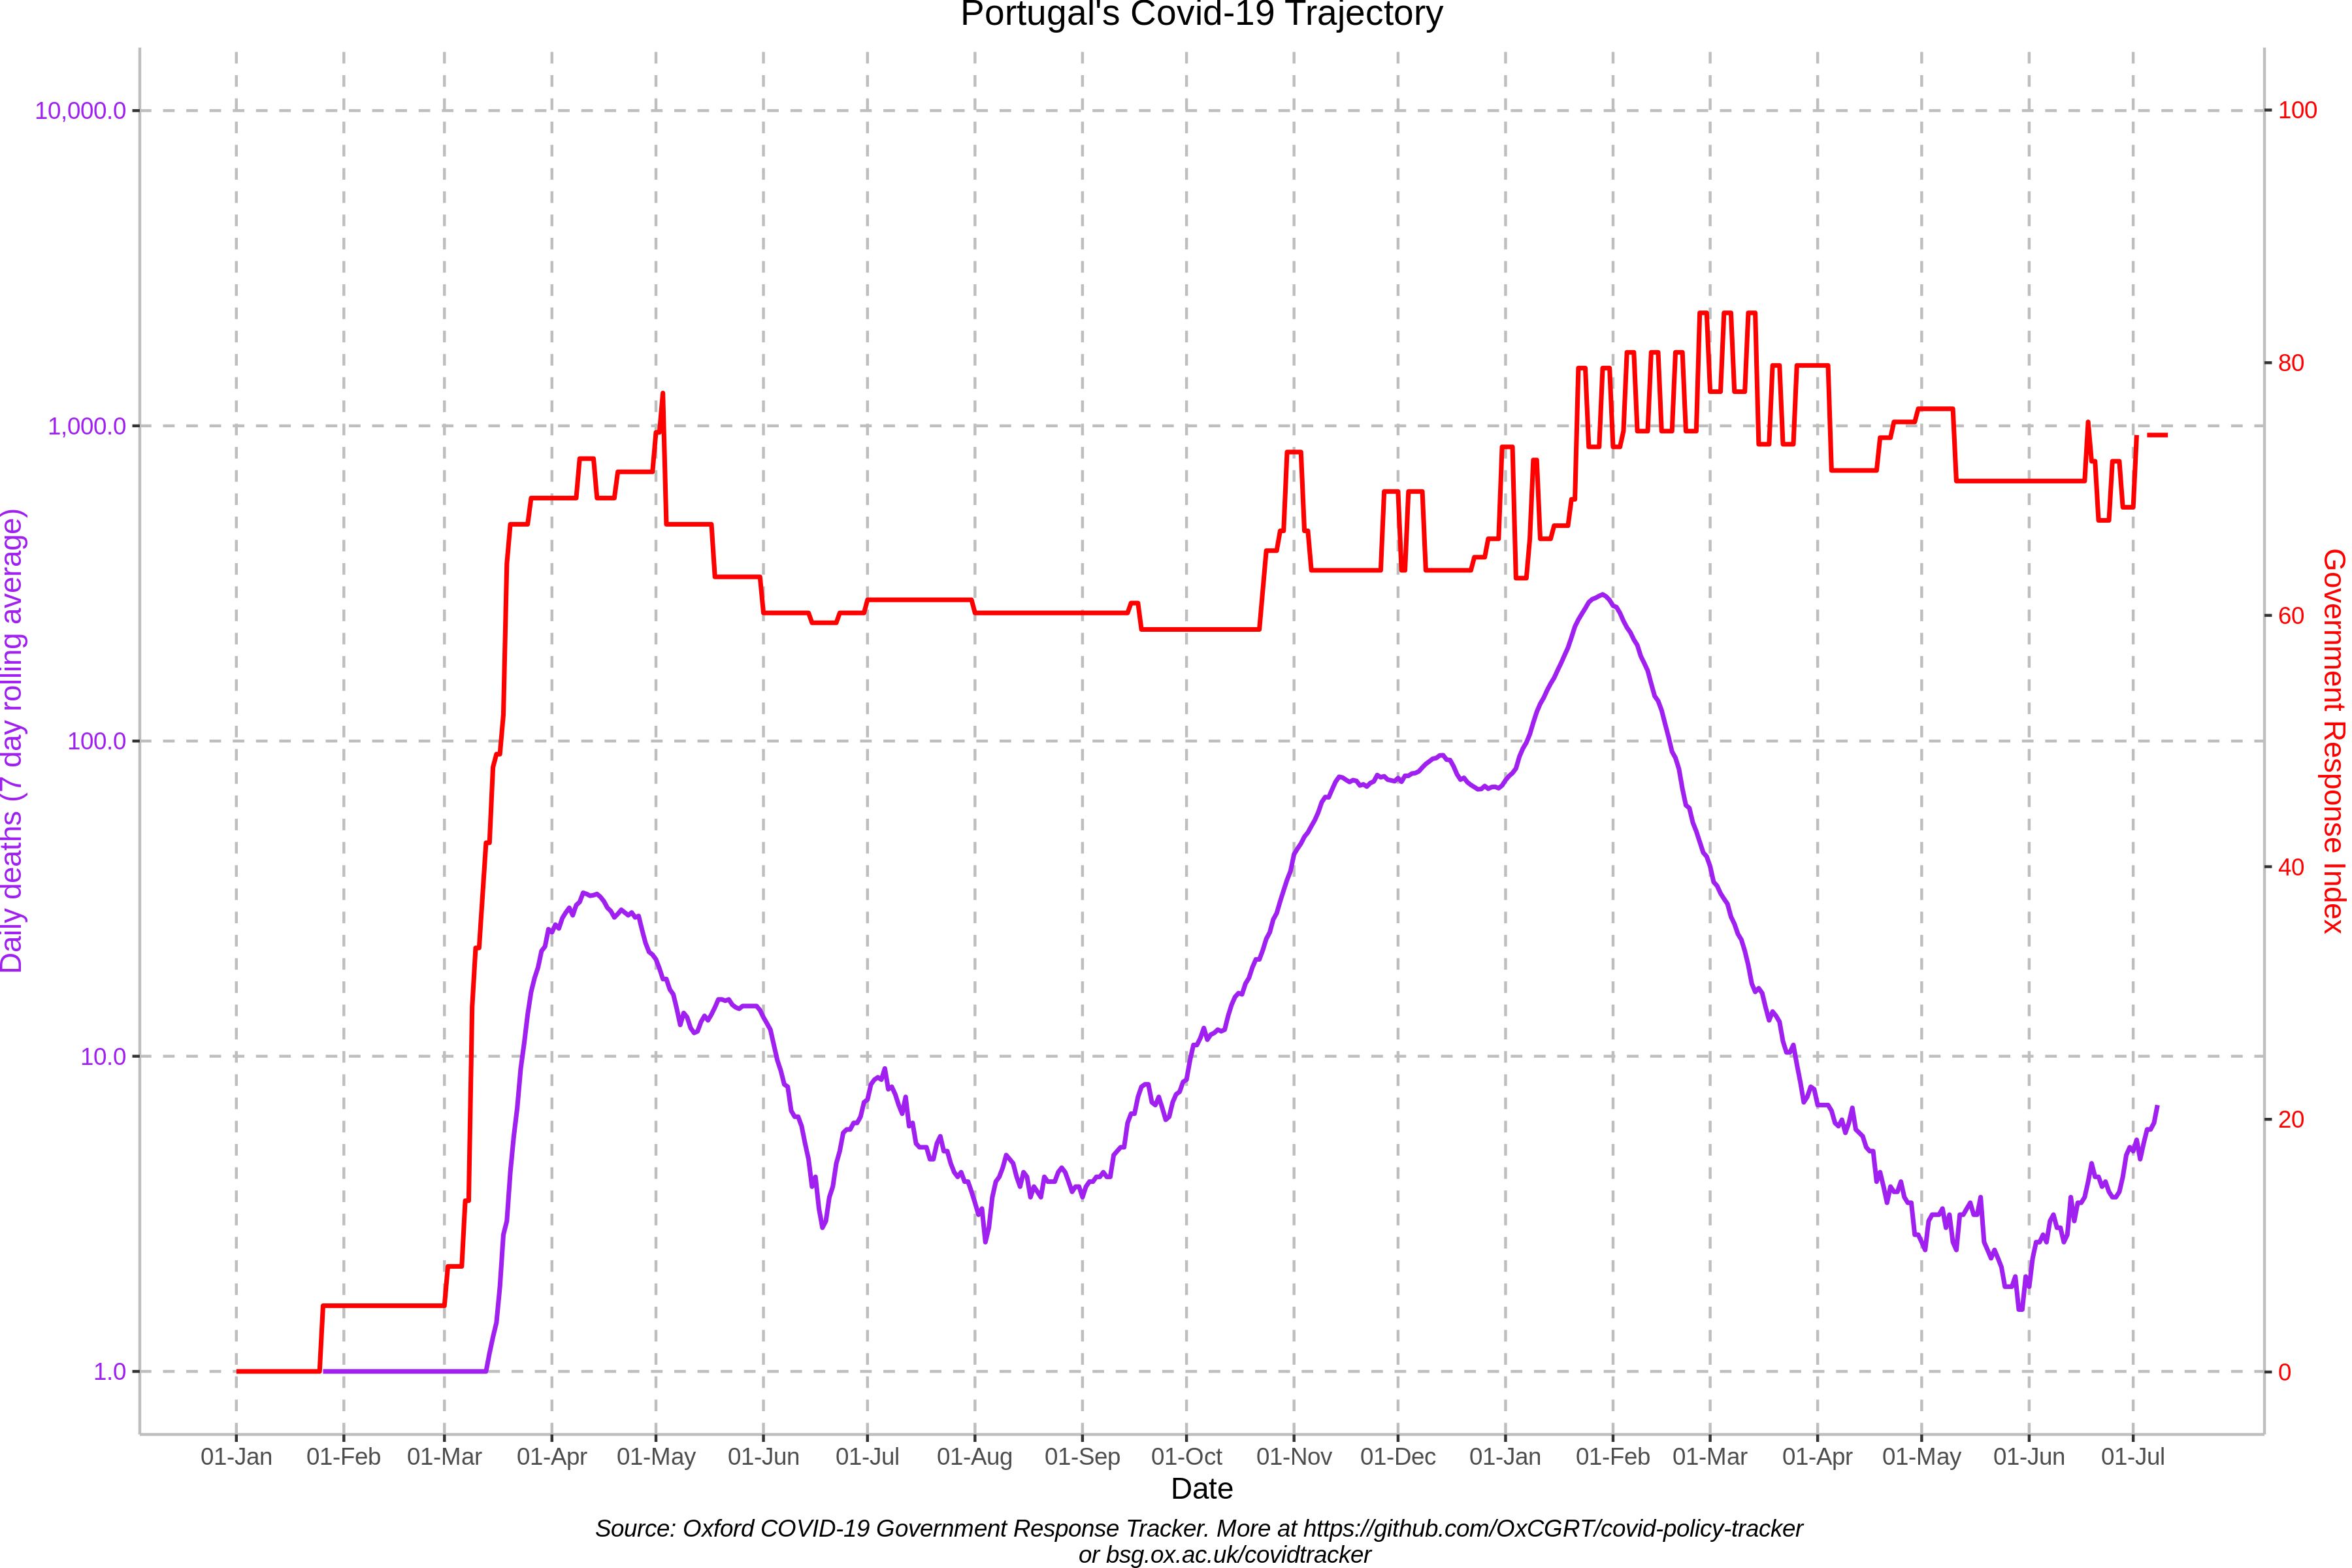 Portugal's Covid-19 Trajectory
10,000.0
1,000.0
100.0
10.0
1.0
Daily deaths (7 day rolling average)
100
80
60
40
20
0
Government Response Index
01-Jan 01-Feb 01-Mar 01-Apr 01-May 01-Jun 01-Jul 01-Aug 01-Sep 01-Oct 01-Nov 01-Dec 01-Jan 01-Feb 01-Mar 01-Apr 01-May 01-Jun 01-Jul
Date
Source: Oxford COVID-19 Government Response Tracker. More at https://github.com/OxCGRT/covid-policy-tracker
or bsg.ox.ac.uk/covidtracker